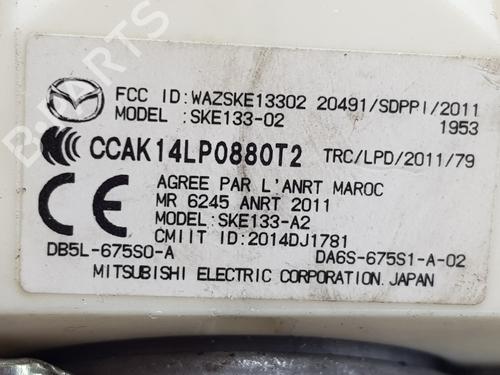 FCC ID:WAZSKE13302 20491/SDPPI/2011
MODEL :SKE133-02 1953
CCAK14LP0880T2 TRC/LPD/2011/79
AGREE PAR L'ANRT MAROC
MR 6245 ANRT 2011
MODEL:SKE133-A2
CMIIT ID:2014DJ1781
DB5L-675S0-A DA6S-675S1-A-02
MITSUBISHI ELECTRIC CORPORATION.JAPAN